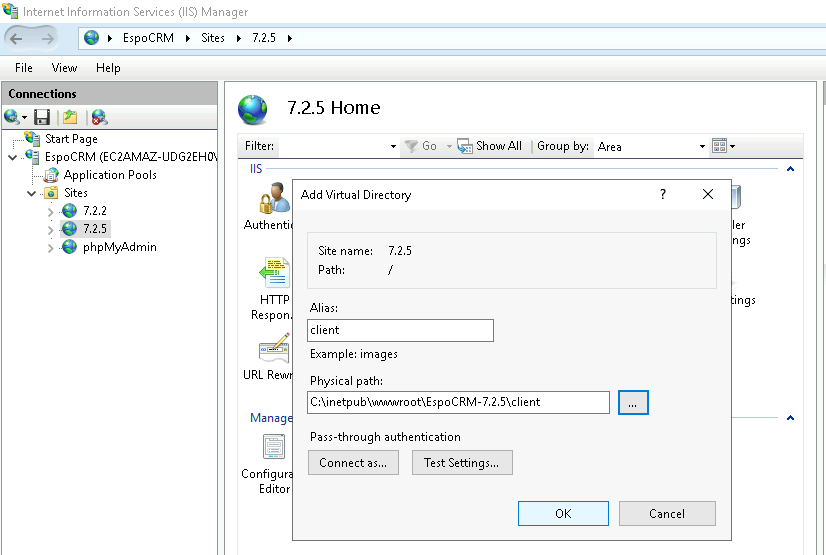 Internet Information Services (IIS) Manager
EspoCRM
Sites
7.2.5
File View Help
Connections
Start Page
EspoCRM (EC2AMAZ-UDG2EH0\
Application Pools
Sites
7.2.2
7.2.5
phpMyAdmin
7.2.5 Home
Filter: Go Show All Group by: Area
IIS
Authentic
HTTP
Respon.
URL Rewr
Manage
Configura
Editor
ler
ngs
tings
Add Virtual Directory ?
Site name: 7.2.5
Path: /
Alias:
client
Example: images
Physical path:
C:\inetpub\wwwroot\EspoCRM-7.2.5\client ...
Pass-through authentication
Connect as... Test Settings...
OK Cancel